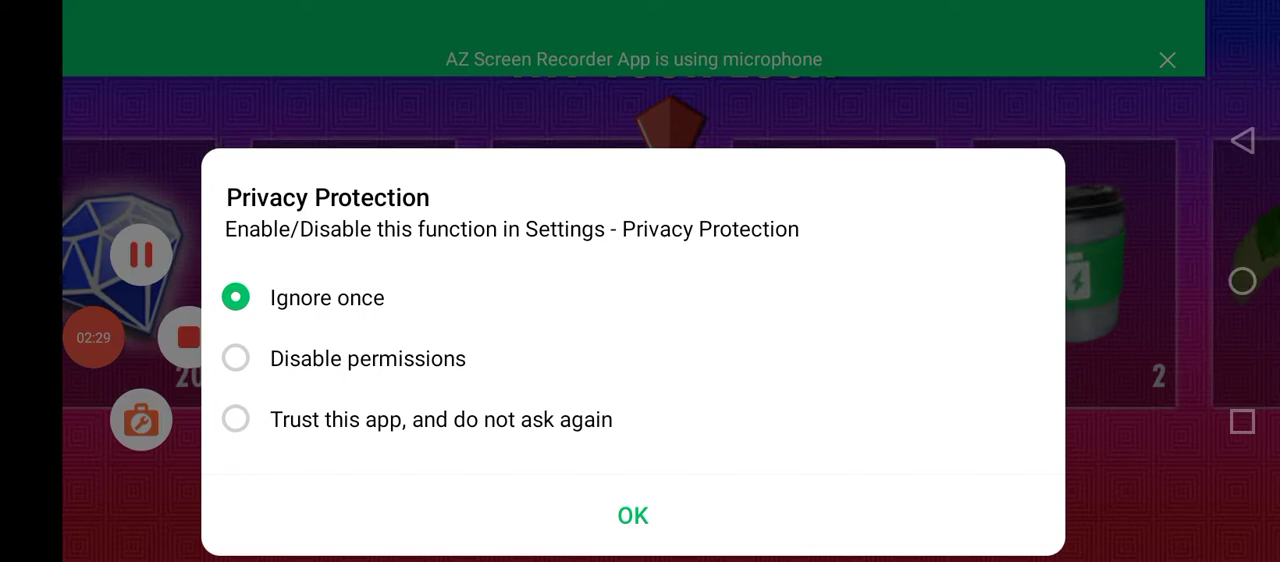 AZ Screen Recorder App is using microphone
Privacy Protection
Enable/Disable this function in Settings - Privacy Protection
Ignore once
02:29
Disable permissions
2
Trust this app, and do not ask again
OK